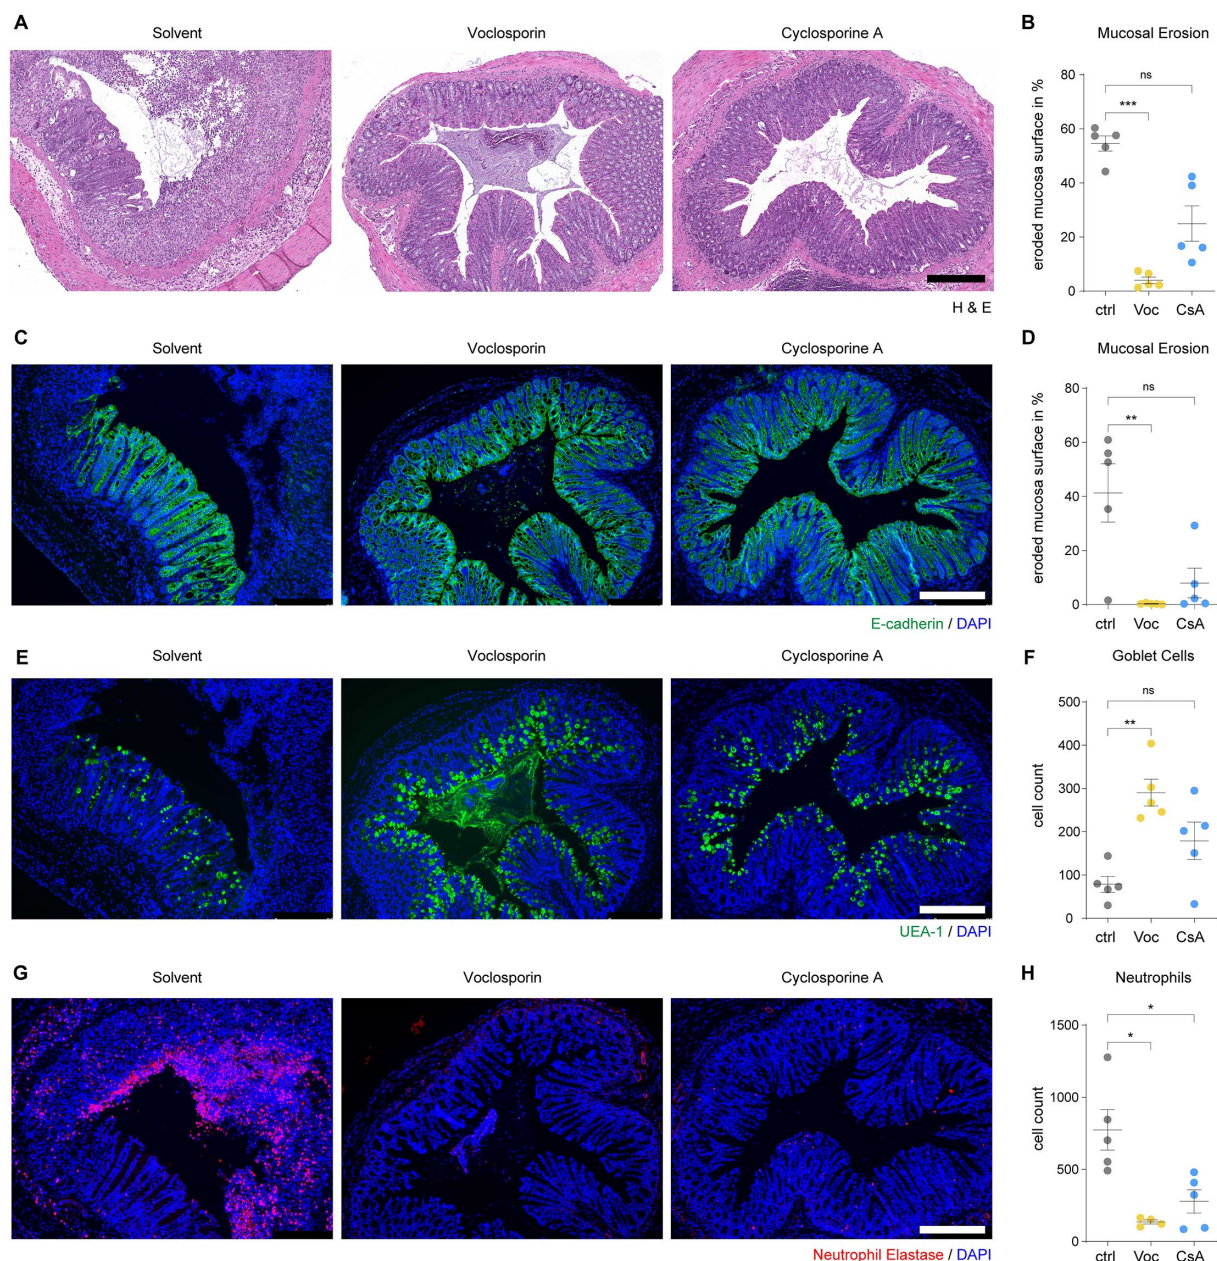 A
Solvent
Voclosporin
Cyclosporine A
H & E
B
Mucosal Erosion
eroded mucosa surface in %
80
60
40
20
0
ns
***
ctrl Voc CsA
C
Solvent
Voclosporin
Cyclosporine A
E-cadherin / DAPI
D
Mucosal Erosion
eroded mucosa surface in %
80
60
40
20
0
ns
**
ctrl Voc CsA
E
Solvent
Voclosporin
Cyclosporine A
UEA-1 / DAPI
F
Goblet Cells
cell count
500
400
300
200
100
0
ns
**
ctrl Voc CsA
G
Solvent
Voclosporin
Cyclosporine A
Neutrophil Elastase / DAPI
H
Neutrophils
cell count
1500
1000
500
0
*
*
ctrl Voc CsA